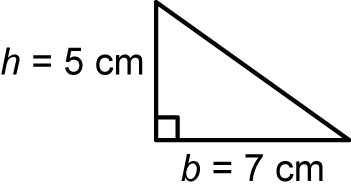 h = 5 cm
b = 7 cm